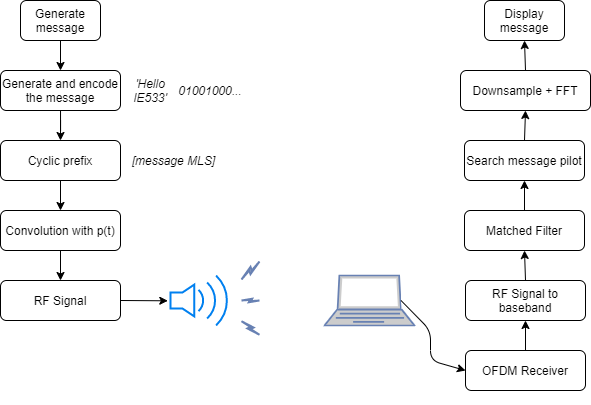 Generate
message
Generate and encode
the message
'Hello
IE533'
01001000...
Cyclic prefix
[message MLS]
Convolution with p(t)
RF Signal
Display
message
Downsample + FFT
Search message pilot
Matched Filter
RF Signal to
baseband
OFDM Receiver